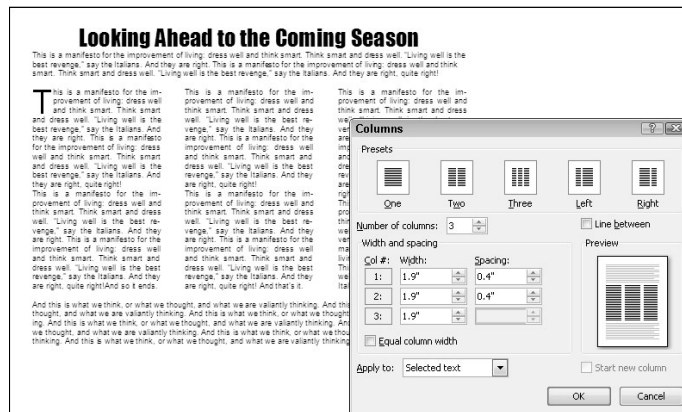 Looking Ahead to the Coming Season
This is a manifesto for the improvement of living: dress well and think smart. Think smart and dress well. "Living well is the
best revenge," say the Italians. And they are right. This is a manifesto for the improvement of living: dress well and think
smart. Think smart and dress well. "Living well is the best revenge," say the Italians. And they are right, quite right!
This is a manifesto for the im-
provement of living: dress well
and think smart. Think smart
and dress well. "Living well is the
best revenge," say the Italians. And
they are right. This is a manifesto
for the improvement of living: dress
well and think smart. Think smart
and dress well. "Living well is the
best revenge," say the Italians. And
they are right, quite right!
This is a manifesto for the im-
provement of living: dress well and
think smart. Think smart and dress
well. "Living well is the best re-
venge," say the Italians. And they
are right. This is a manifesto for the
improvement of living: dress well
and think smart. Think smart and
dress well. "Living well is the best
revenge," say the Italians. And they
are right, quite right!And so it ends.
This is a manifesto for the im-
provement of living: dress well and
think smart. Think smart and dress
well. "Living well is the best re-
venge," say the Italians. And they
are right. This is a manifesto for the
improvement of living: dress well
and think smart. Think smart and
dress well. "Living well is the best
revenge," say the Italians. And they
are right, quite right!
This is a manifesto for the im-
provement of living: dress well and
think smart. Think smart and dress
well. "Living well is the best re-
venge," say the Italians. And they
are right. This is a manifesto for the
improvement of living: dress well
and think smart. Think smart and
dress well. "Living well is the best
revenge," say the Italians. And they
are right, quite right! And that's it.
This is a manifesto for the im-
provement of living: dress well and
think smart. Think smart and dress
And this is what we think, or what we thought, and what we are valiantly thinking. And this
thought, and what we are valiantly thinking. And this is what we think, or what we thought
ing. And this is what we think, or what we thought, and what we are valiantly thinking.
we thought, and what we are valiantly thinking. And this is what we think, or what we
thinking. And this is what we think, or what we thought, and what we are valiantly thinking
Columns
Presets
One Two Three Left Right
Number of columns: 3
Line between
Width and spacing
Preview
Col #: Width: Spacing:
1: 1.9" 0.4"
2: 1.9" 0.4"
3: 1.9"
Equal column width
Apply to: Selected text
Start new column
OK Cancel